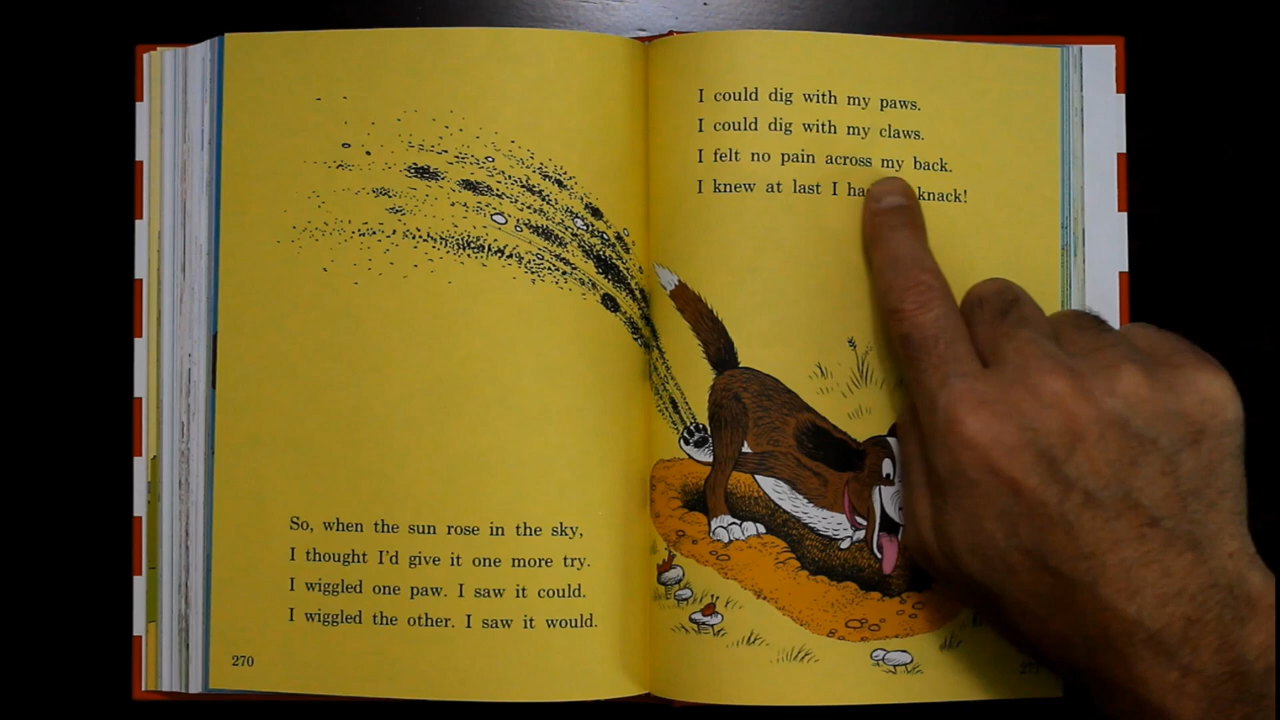 So, when the sun rose in the sky,
I thought I'd give it one more try.
I wiggled one paw. I saw it could.
I wiggled the other. I saw it would.
270
I could dig with my paws.
I could dig with my claws.
I felt no pain across my back.
I knew at last I knack!